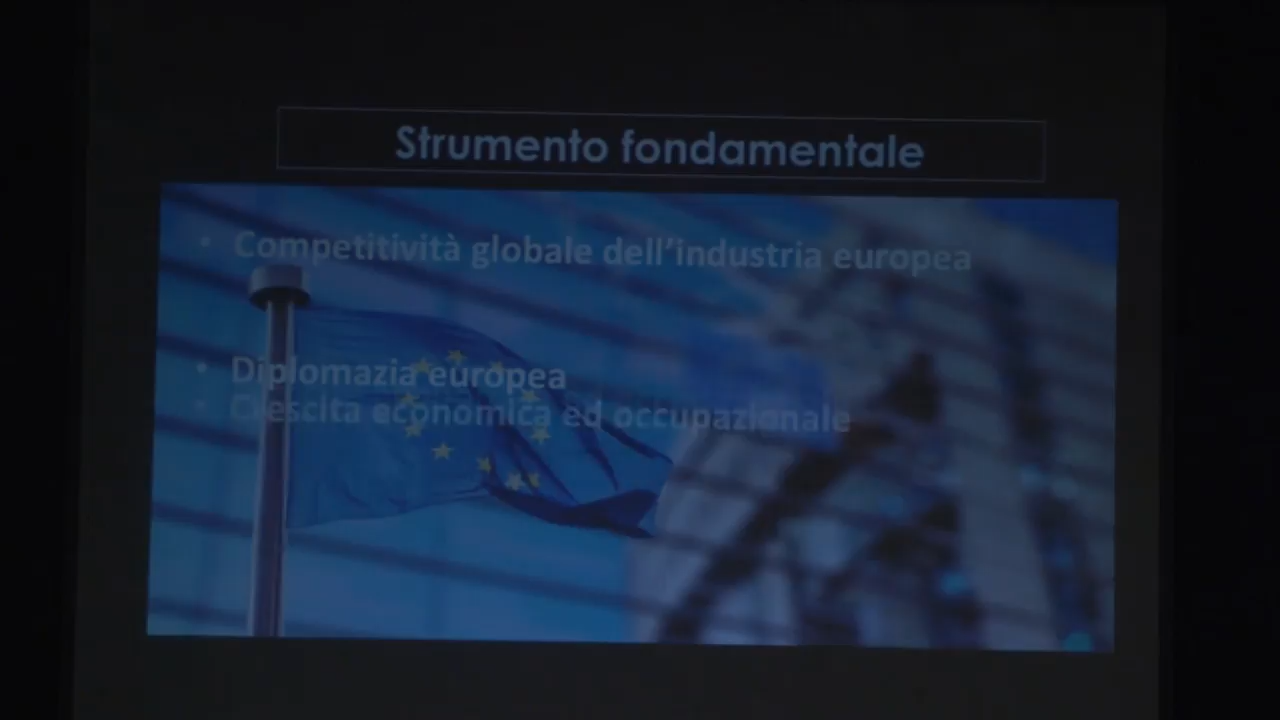 Strumento fondamentale
• Competitività globale dell'industria europea
• Diplomazia europea
• Crescita economica ed occupazionale